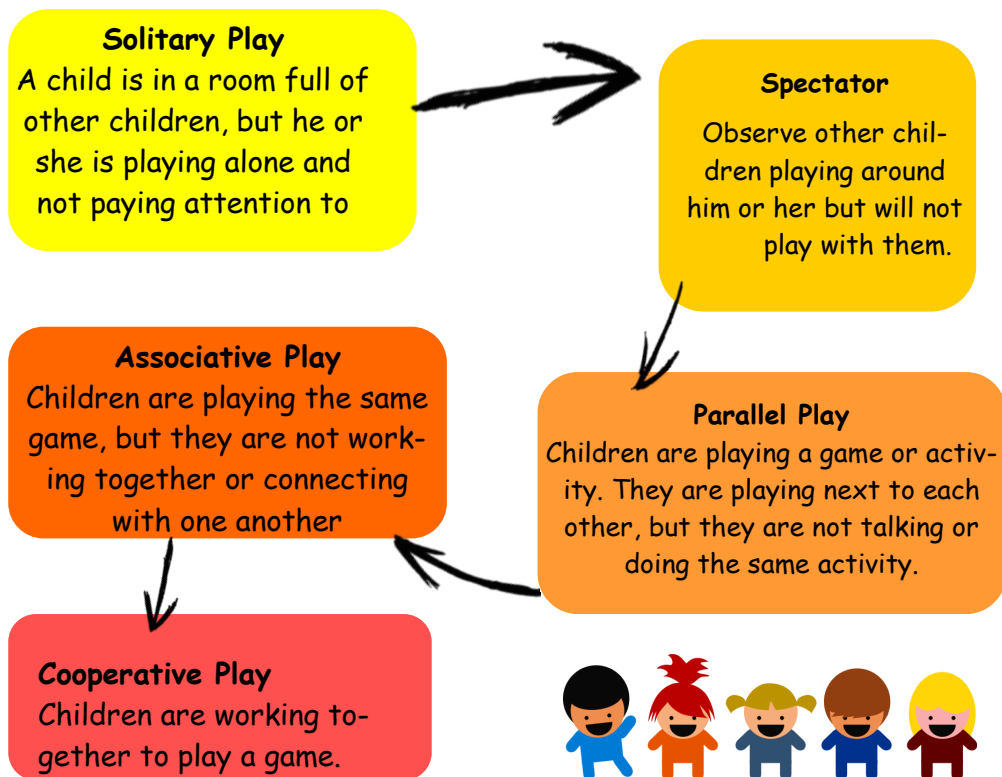 Solitary Play
A child is in a room full of
other children, but he or
she is playing alone and
not paying attention to
Spectator
Observe other chil-
dren playing around
him or her but will not
play with them.
Parallel Play
Children are playing a game or activ-
ity. They are playing next to each
other, but they are not talking or
doing the same activity.
Associative Play
Children are playing the same
game, but they are not work-
ing together or connecting
with one another
Cooperative Play
Children are working to-
gether to play a game.